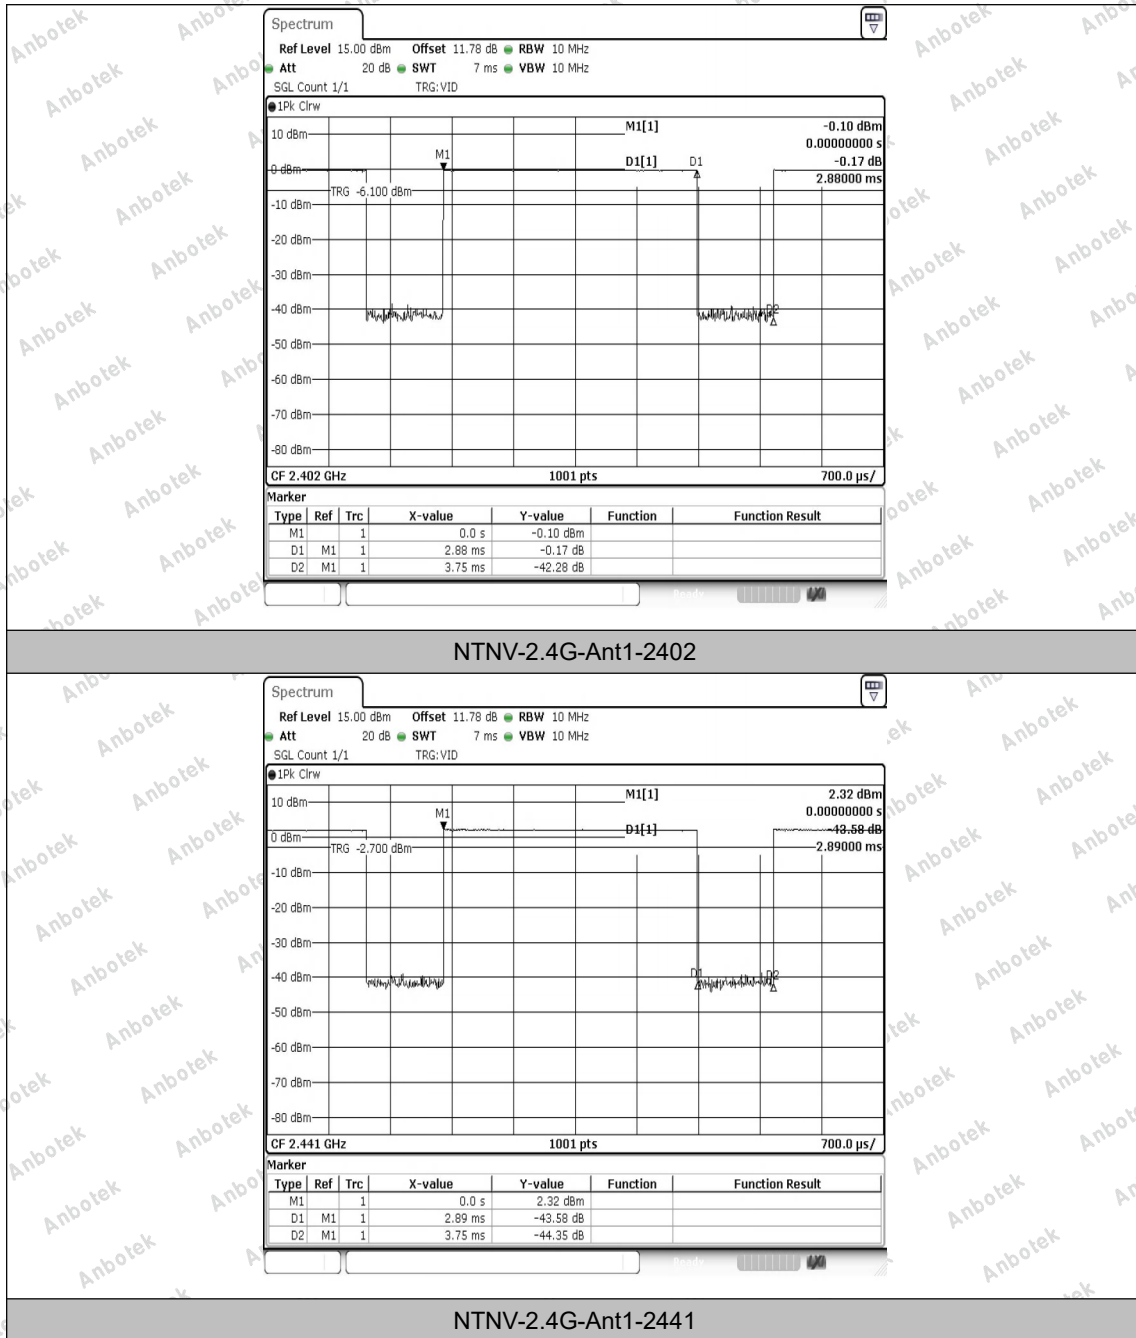 Spectrum
Ref Level 15.00 dBm Offset 11.78 dB RBW 10 MHz
Att 20 dB SWT 7 ms VBW 10 MHz
SGL Count 1/1 TRG:VID
1Pk Clrw
M1[1] -0.10 dBm
0.00000000 s
D1[1] -0.17 dB
2.88000 ms
10 dBm
M1
D1
0 dBm
TRG -6.100 dBm
-10 dBm
-20 dBm
-30 dBm
-40 dBm
D2
-50 dBm
-60 dBm
-70 dBm
-80 dBm
CF 2.402 GHz 1001 pts 700.0 µs/
Marker
Type Ref Trc X-value Y-value Function Function Result
M1 1 0.0 s -0.10 dBm
D1 M1 1 2.88 ms -0.17 dB
D2 M1 1 3.75 ms -42.28 dB
Ready
NTNV-2.4G-Ant1-2402
Spectrum
Ref Level 15.00 dBm Offset 11.78 dB RBW 10 MHz
Att 20 dB SWT 7 ms VBW 10 MHz
SGL Count 1/1 TRG:VID
1Pk Clrw
M1[1] 2.32 dBm
0.00000000 s
D1[1] -43.58 dB
2.89000 ms
10 dBm
M1
0 dBm
TRG -2.700 dBm
-10 dBm
-20 dBm
-30 dBm
-40 dBm
D1
D2
-50 dBm
-60 dBm
-70 dBm
-80 dBm
CF 2.441 GHz 1001 pts 700.0 µs/
Marker
Type Ref Trc X-value Y-value Function Function Result
M1 1 0.0 s 2.32 dBm
D1 M1 1 2.89 ms -43.58 dB
D2 M1 1 3.75 ms -44.35 dB
Ready
NTNV-2.4G-Ant1-2441
Anbotek